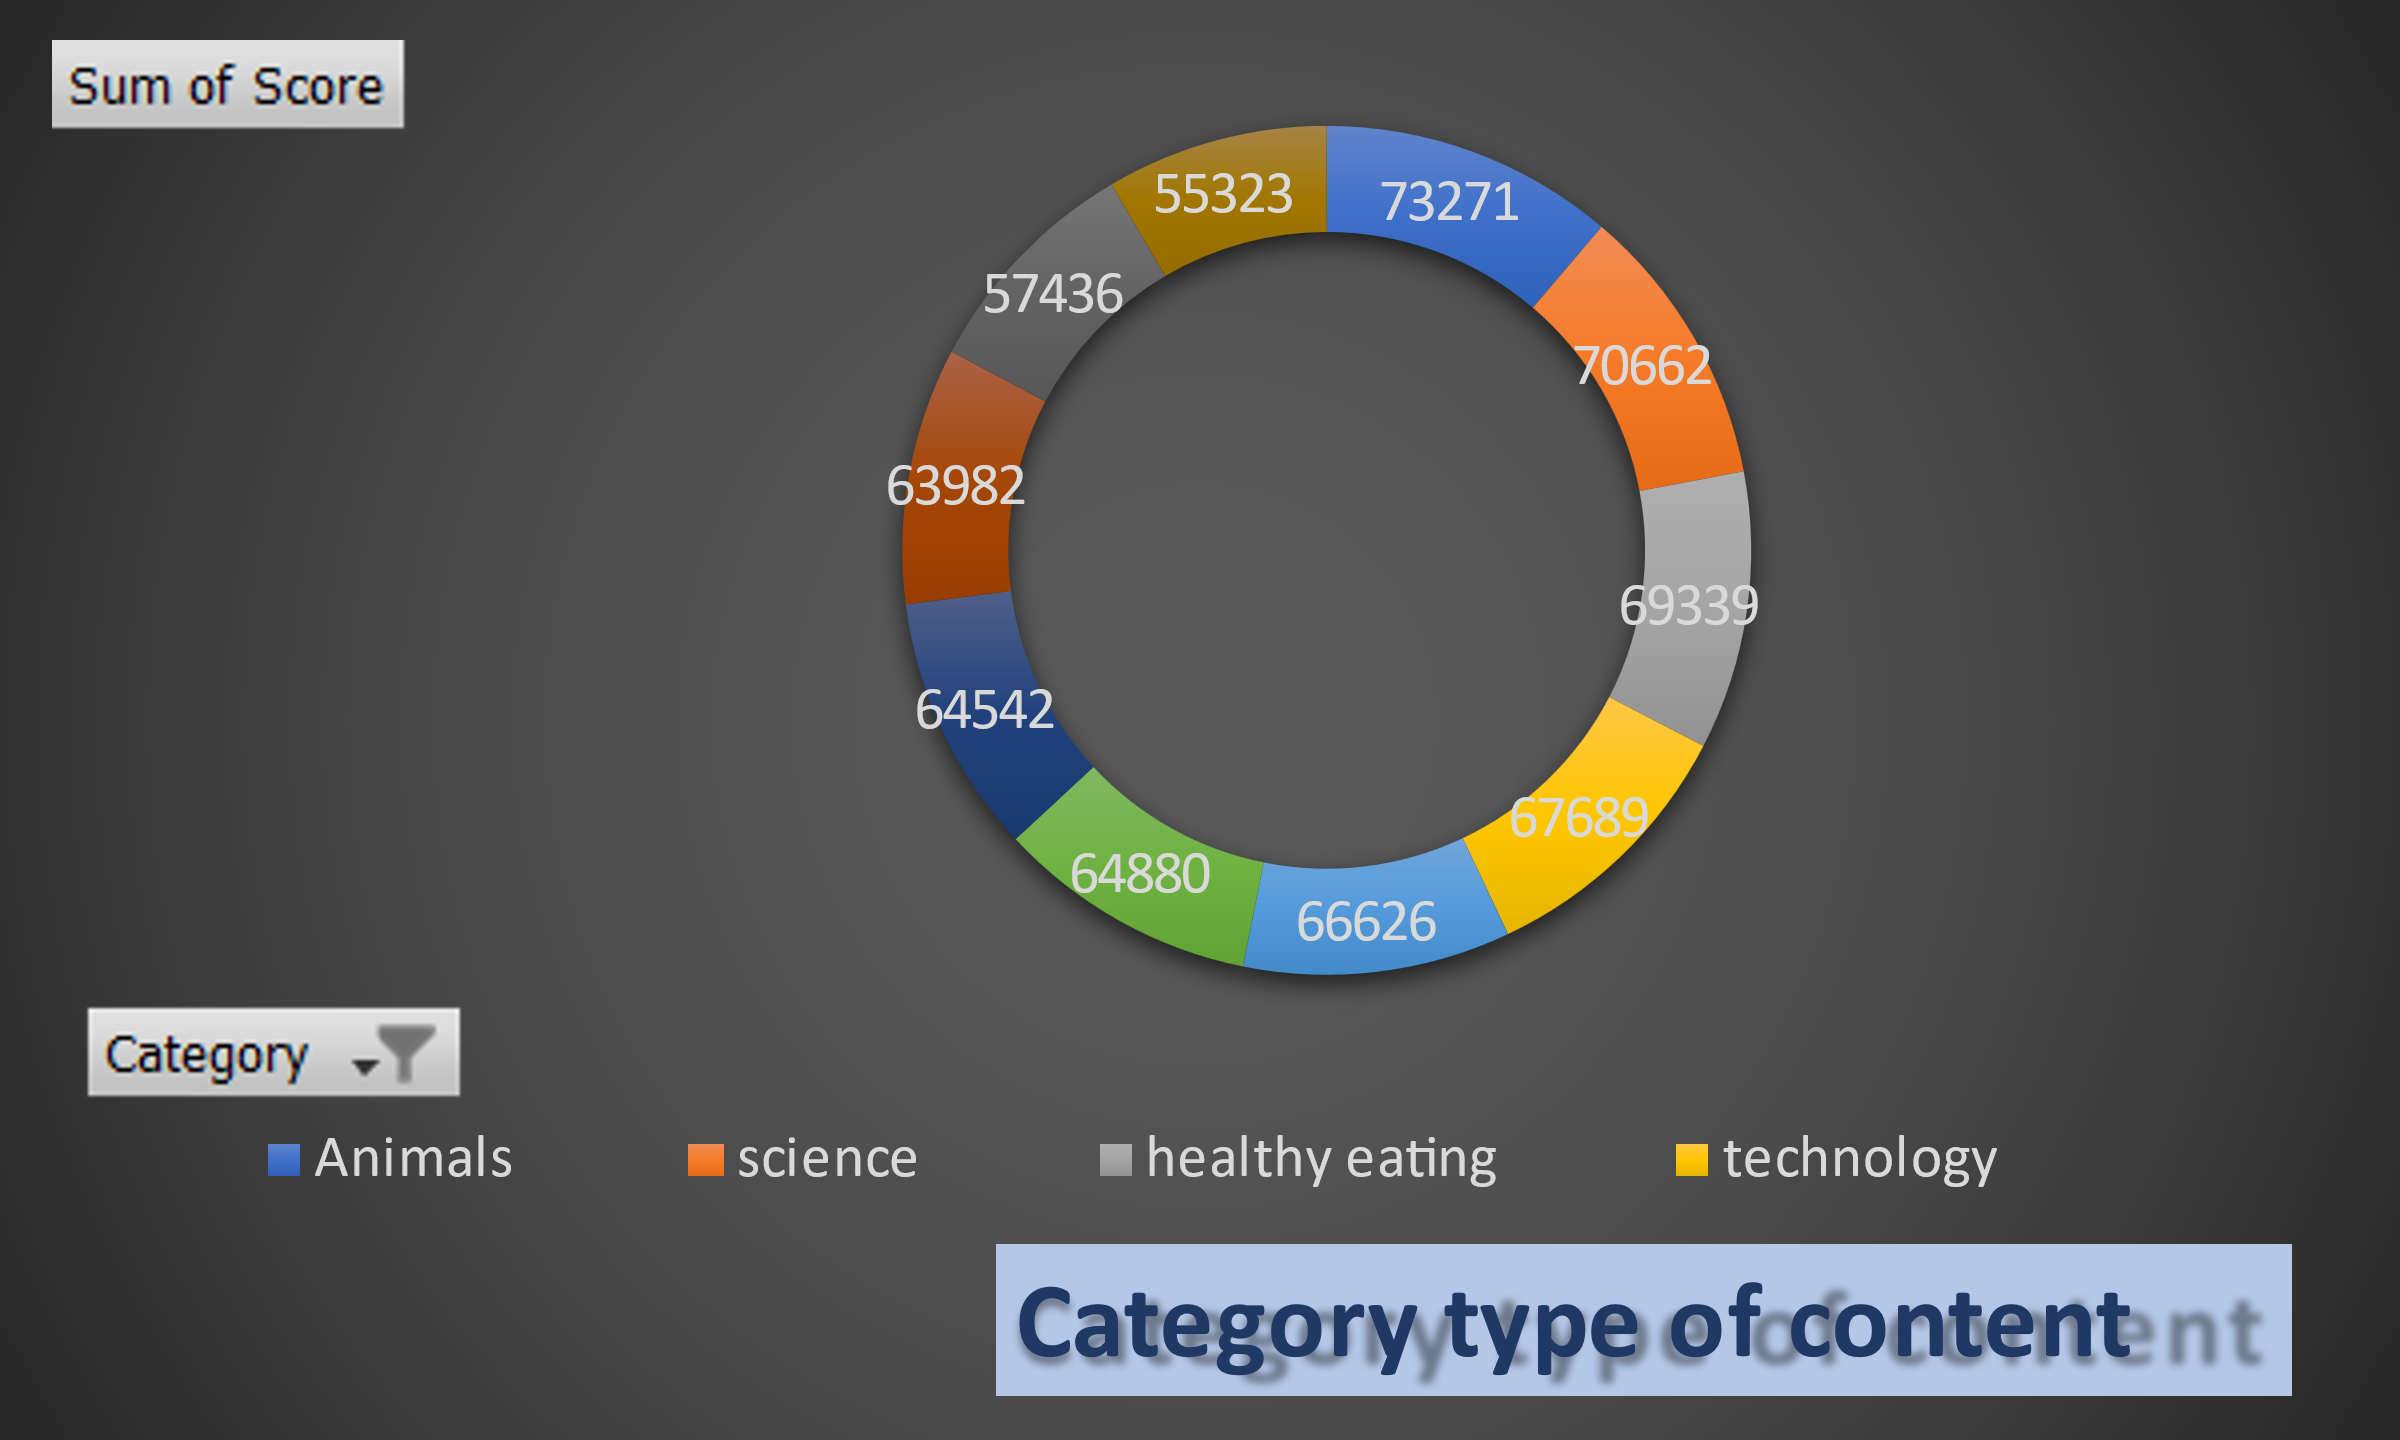 Sum of Score
55323
73271
57436
70662
63982
69339
64542
67689
64880
66626
Category
Animals
science
healthy eating
technology
Category type of content